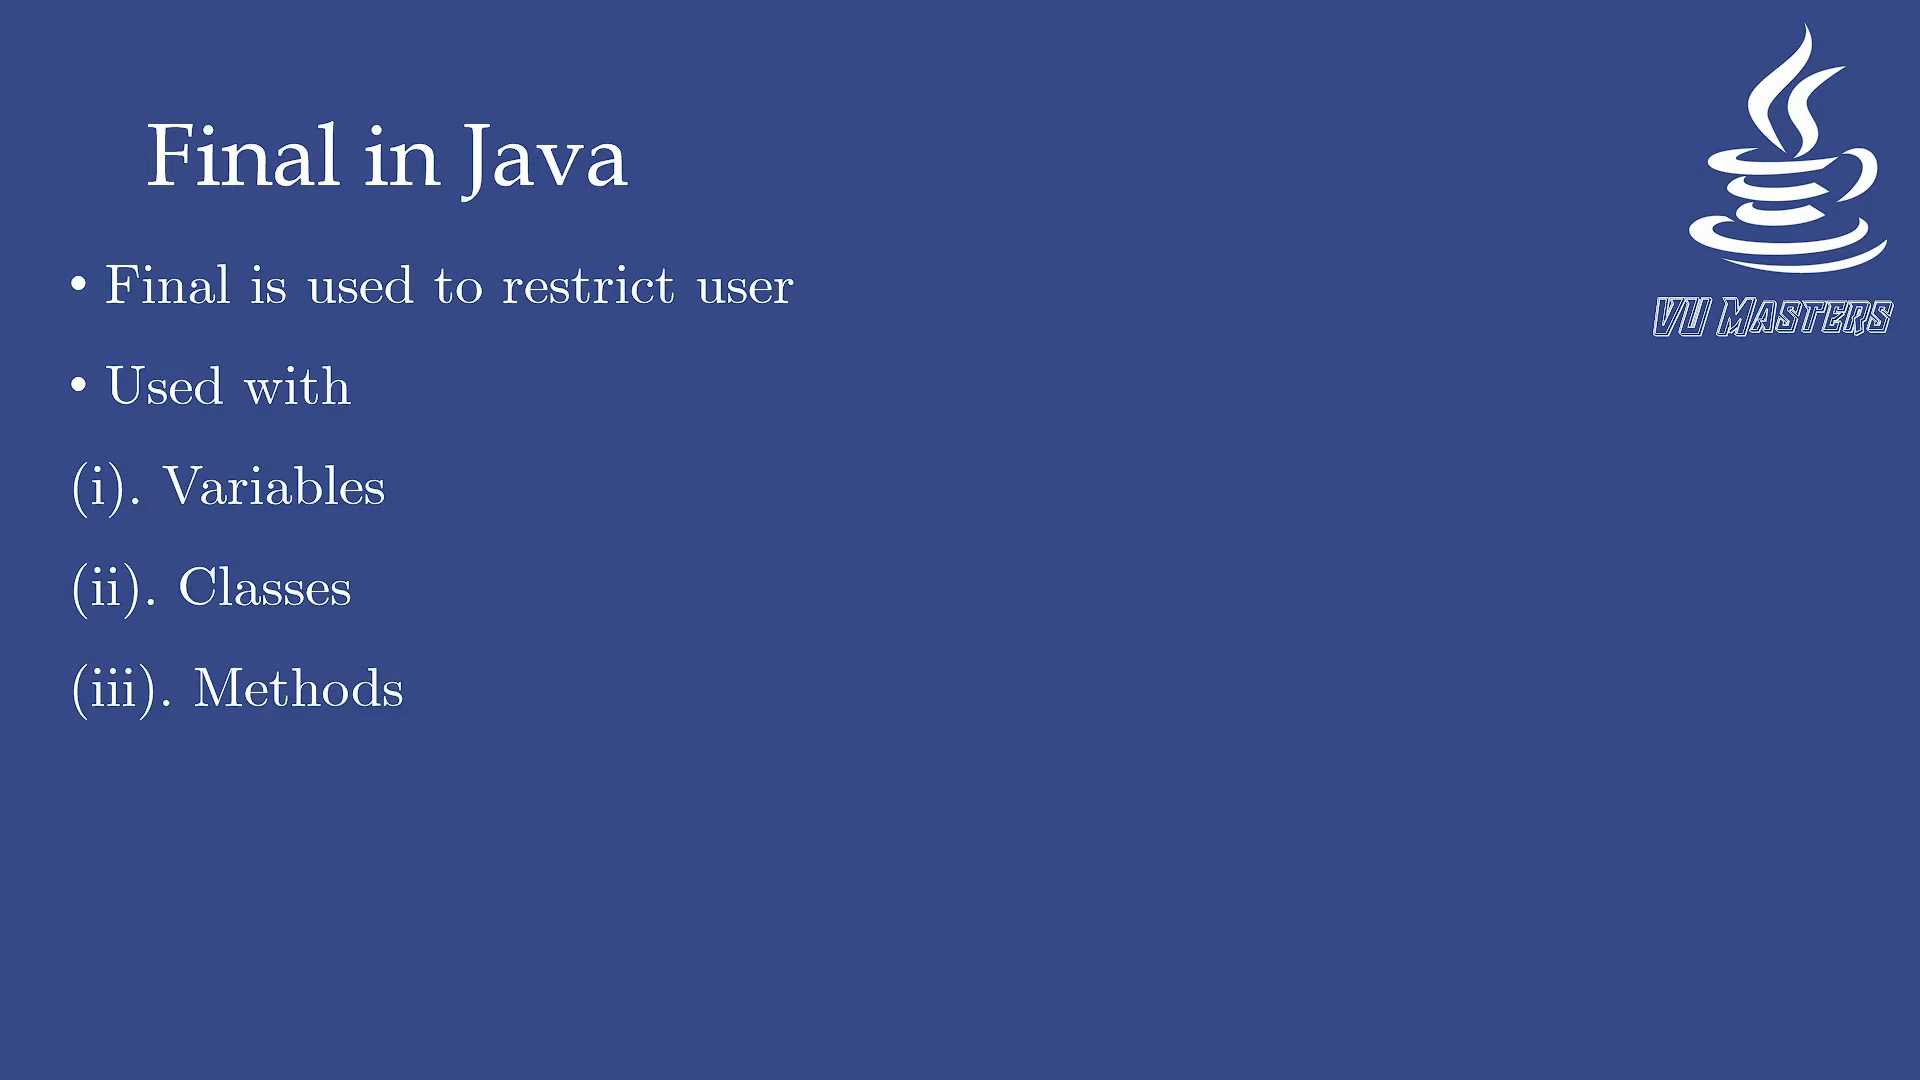 Final in Java
• Final is used to restrict user
• Used with
(i). Variables
(ii). Classes
(iii). Methods
VU Masters